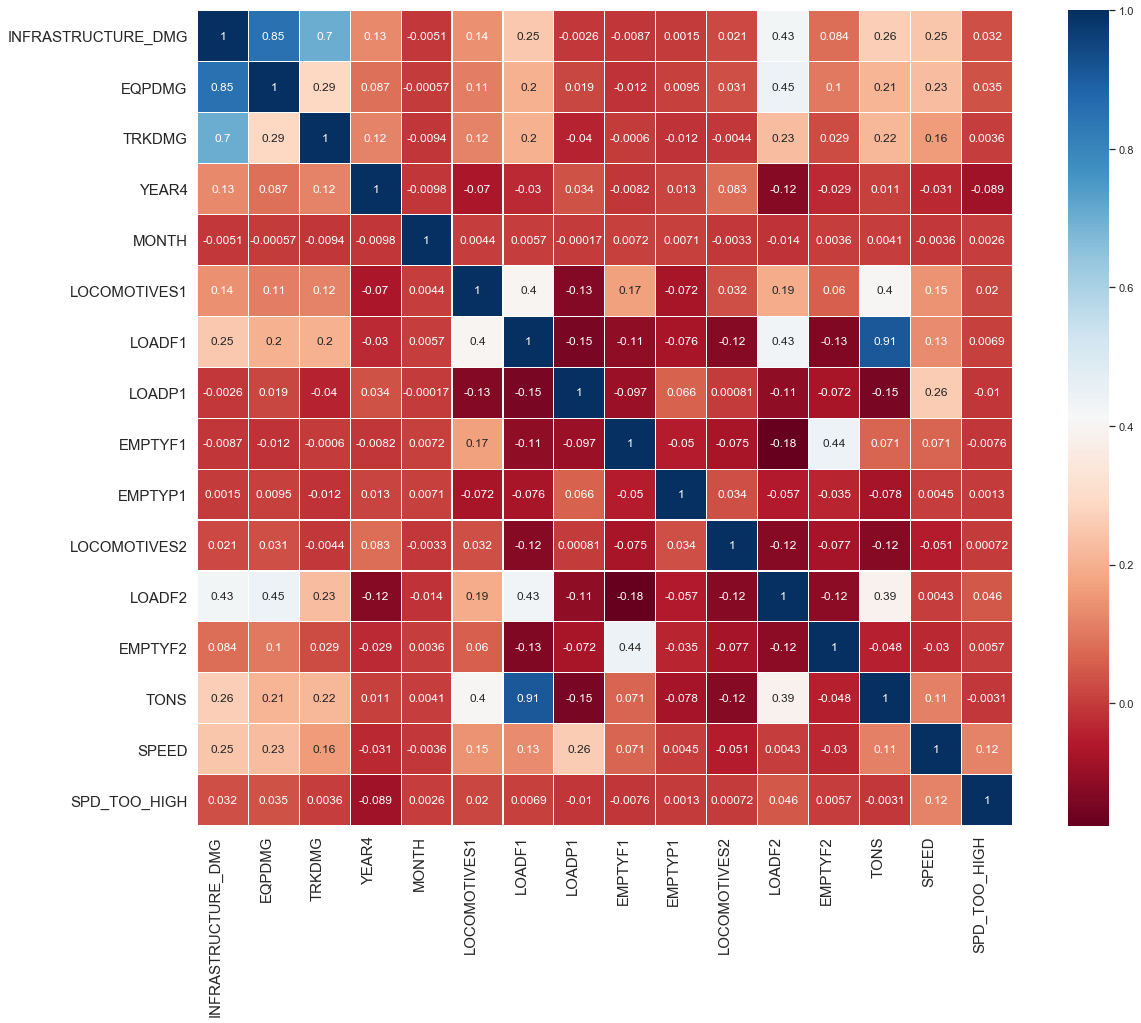 INFRASTRUCTURE_DMG 1 0.85 0.7 0.13 -0.0051 0.14 0.25 -0.0026 -0.0087 0.0015 0.021 0.43 0.084 0.26 0.25 0.032
EQPDMG 0.85 1 0.29 0.087 -0.00057 0.11 0.2 0.019 -0.012 0.0095 0.031 0.45 0.1 0.21 0.23 0.035
TRKDMG 0.7 0.29 1 0.12 -0.0094 0.12 0.2 -0.04 -0.0006 -0.012 -0.0044 0.23 0.029 0.22 0.16 0.0036
YEAR4 0.13 0.087 0.12 1 -0.0098 -0.07 -0.03 0.034 -0.0082 0.013 0.083 -0.12 -0.029 0.011 -0.031 -0.089
MONTH -0.0051 -0.00057 -0.0094 -0.0098 1 0.0044 0.0057 -0.00017 0.0072 0.0071 -0.0033 -0.014 0.0036 0.0041 -0.0036 0.0026
LOCOMOTIVES1 0.14 0.11 0.12 -0.07 0.0044 1 0.4 -0.13 0.17 -0.072 0.032 0.19 0.06 0.4 0.15 0.02
LOADF1 0.25 0.2 0.2 -0.03 0.0057 0.4 1 -0.15 -0.11 -0.076 -0.12 0.43 -0.13 0.91 0.13 0.0069
LOADP1 -0.0026 0.019 -0.04 0.034 -0.00017 -0.13 -0.15 1 -0.097 0.066 0.00081 -0.11 -0.072 -0.15 0.26 -0.01
EMPTYF1 -0.0087 -0.012 -0.0006 -0.0082 0.0072 0.17 -0.11 -0.097 1 -0.05 -0.075 -0.18 0.44 0.071 0.071 -0.0076
EMPTYP1 0.0015 0.0095 -0.012 0.013 0.0071 -0.072 -0.076 0.066 -0.05 1 0.034 -0.057 -0.035 -0.078 0.0045 0.0013
LOCOMOTIVES2 0.021 0.031 -0.0044 0.083 -0.0033 0.032 -0.12 0.00081 -0.075 0.034 1 -0.12 -0.077 -0.12 -0.051 0.00072
LOADF2 0.43 0.45 0.23 -0.12 -0.014 0.19 0.43 -0.11 -0.18 -0.057 -0.12 1 -0.12 0.39 0.0043 0.046
EMPTYF2 0.084 0.1 0.029 -0.029 0.0036 0.06 -0.13 -0.072 0.44 -0.035 -0.077 -0.12 1 -0.048 -0.03 0.0057
TONS 0.26 0.21 0.22 0.011 0.0041 0.4 0.91 -0.15 0.071 -0.078 -0.12 0.39 -0.048 1 0.11 -0.0031
SPEED 0.25 0.23 0.16 -0.031 -0.0036 0.15 0.13 0.26 0.071 0.0045 -0.051 0.0043 -0.03 0.11 1 0.12
SPD_TOO_HIGH 0.032 0.035 0.0036 -0.089 0.0026 0.02 0.0069 -0.01 -0.0076 0.0013 0.00072 0.046 0.0057 -0.0031 0.12 1
INFRASTRUCTURE_DMG
EQPDMG
TRKDMG
YEAR4
MONTH
LOCOMOTIVES1
LOADF1
LOADP1
EMPTYF1
EMPTYP1
LOCOMOTIVES2
LOADF2
EMPTYF2
TONS
SPEED
SPD_TOO_HIGH
1.0
0.8
0.6
0.4
0.2
0.0